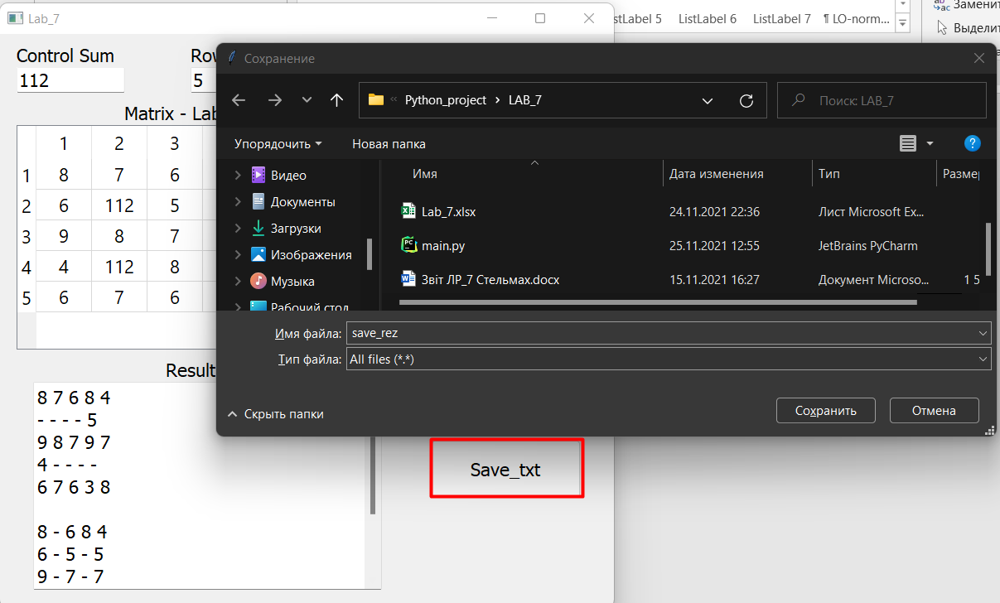 Lab_7
stLabel 5 ListLabel 6 ListLabel 7 ¶ LO-norm...
Заменит
Выделит
Control Sum
112
Row
5
Matrix - Lab
1 2 3
1 8 7 6
2 6 112 5
3 9 8 7
4 4 112 8
5 6 7 6
Result
8 7 6 8 4
- - - - 5
9 8 7 9 7
4 - - - -
6 7 6 3 8
8 - 6 8 4
6 - 5 - 5
9 - 7 - 7
Save_txt
Сохранение
« Python_project › LAB_7
Поиск: LAB_7
Упорядочить Новая папка
?
Видео
Документы
Загрузки
Изображения
Музыка
Рабочий стол
Имя Дата изменения Тип Размер
Lab_7.xlsx 24.11.2021 22:36 Лист Microsoft Ex...
main.py 25.11.2021 12:55 JetBrains PyCharm
Звіт ЛР_7 Стельмах.docx 15.11.2021 16:27 Документ Microso... 1 5
Имя файла: save_rez
Тип файла: All files (*.*)
Скрыть папки
Сохранить Отмена